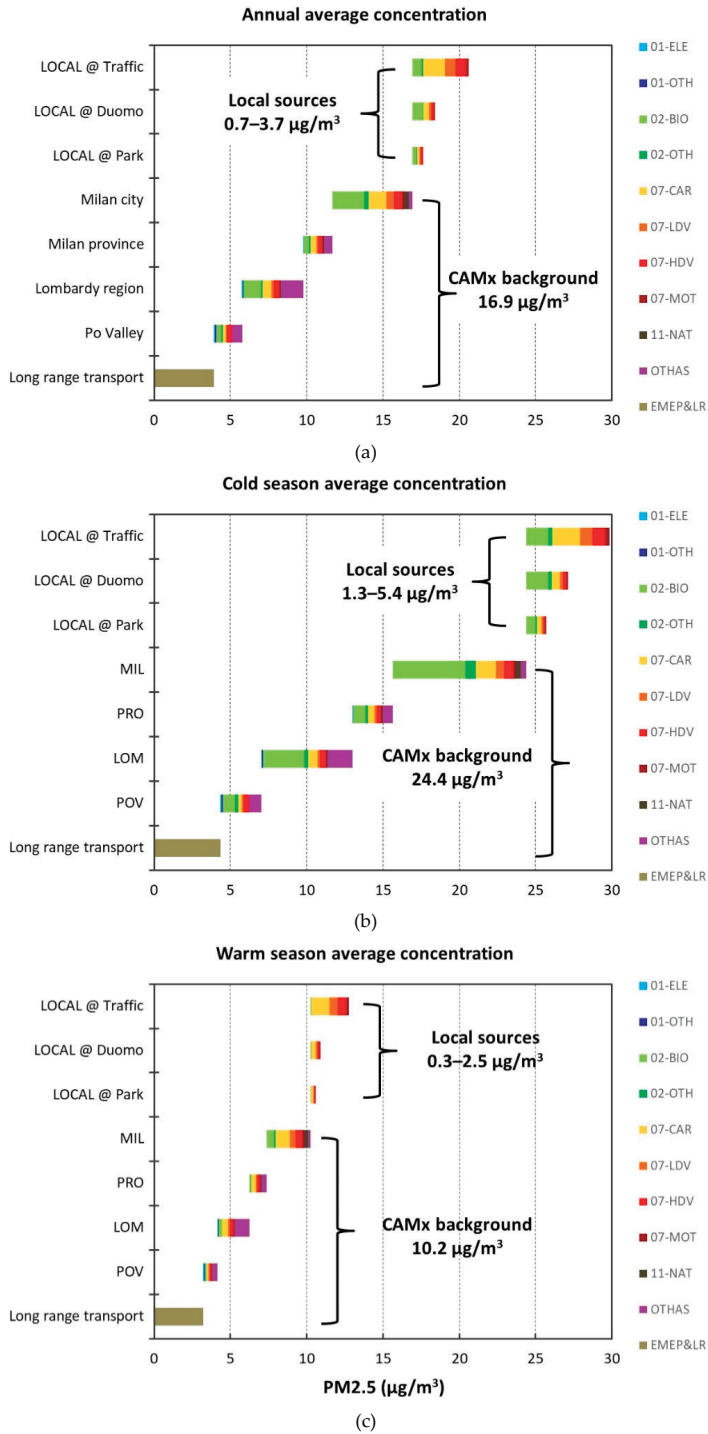 Annual average concentration
LOCAL @ Traffic
LOCAL @ Duomo
LOCAL @ Park
Milan city
Milan province
Lombardy region
Po Valley
Long range transport
Local sources
0.7–3.7 µg/m³
CAMx background
16.9 µg/m³
0 5 10 15 20 25 30
01-ELE
01-OTH
02-BIO
02-OTH
07-CAR
07-LDV
07-HDV
07-MOT
11-NAT
OTHAS
EMEP&LR
(a)
Cold season average concentration
LOCAL @ Traffic
LOCAL @ Duomo
LOCAL @ Park
MIL
PRO
LOM
POV
Long range transport
Local sources
1.3–5.4 µg/m³
CAMx background
24.4 µg/m³
0 5 10 15 20 25 30
01-ELE
01-OTH
02-BIO
02-OTH
07-CAR
07-LDV
07-HDV
07-MOT
11-NAT
OTHAS
EMEP&LR
(b)
Warm season average concentration
LOCAL @ Traffic
LOCAL @ Duomo
LOCAL @ Park
MIL
PRO
LOM
POV
Long range transport
Local sources
0.3–2.5 µg/m³
CAMx background
10.2 µg/m³
0 5 10 15 20 25 30
PM2.5 (µg/m³)
01-ELE
01-OTH
02-BIO
02-OTH
07-CAR
07-LDV
07-HDV
07-MOT
11-NAT
OTHAS
EMEP&LR
(c)